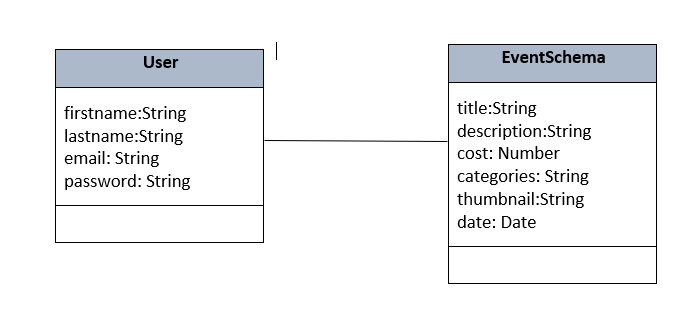 User
firstname:String
lastname:String
email: String
password: String
EventSchema
title:String
description:String
cost: Number
categories: String
thumbnail:String
date: Date